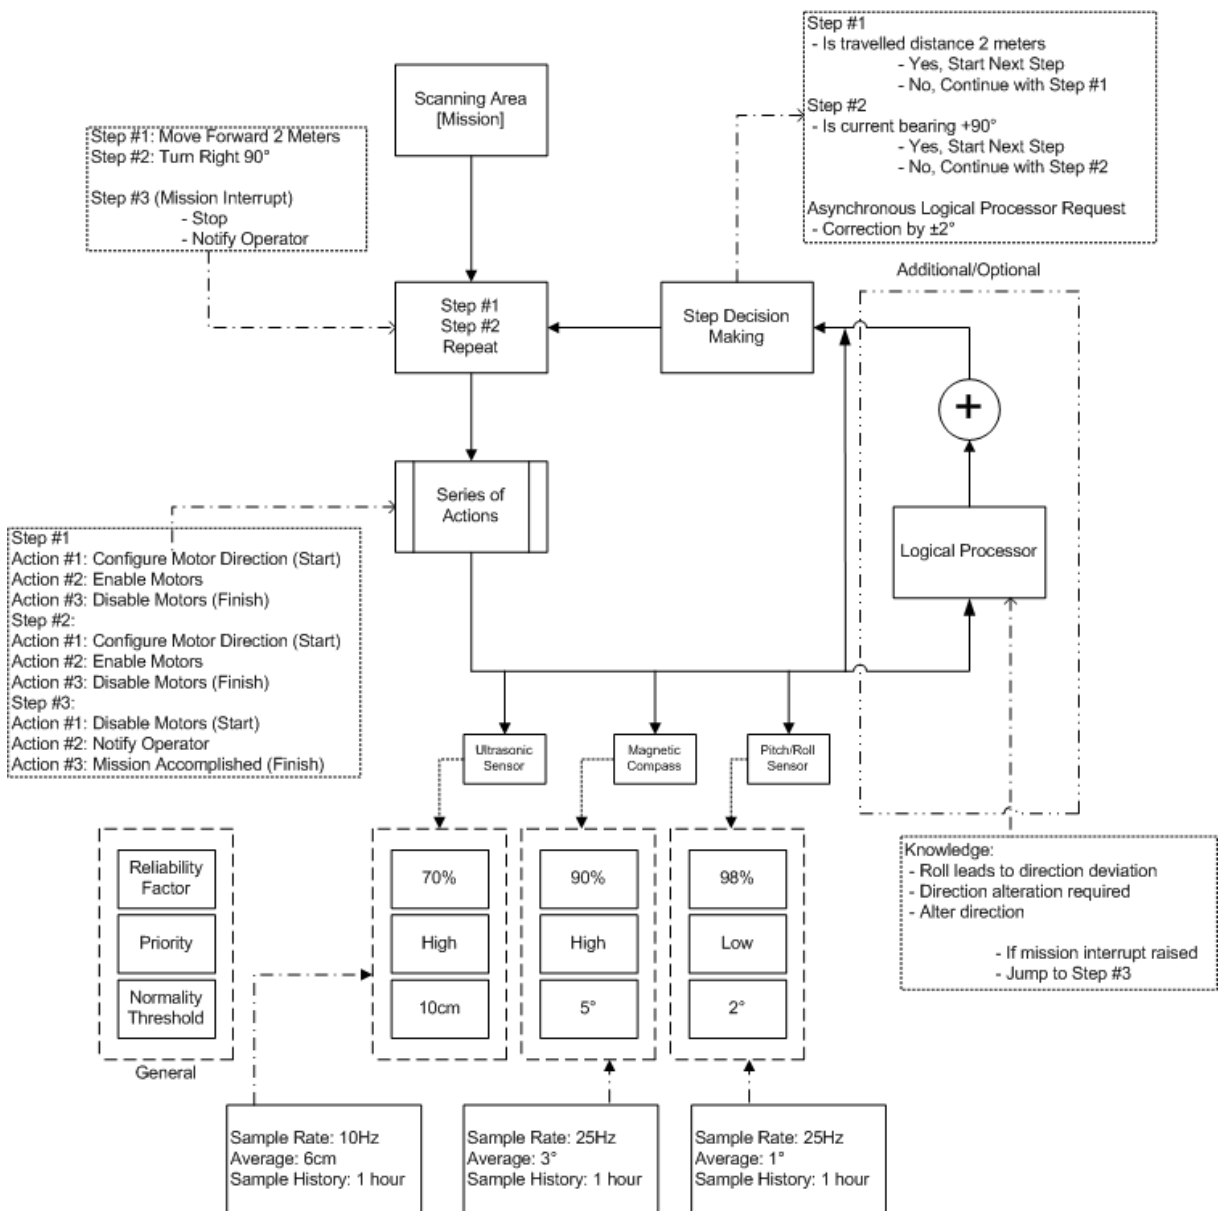 Step #1
- Is travelled distance 2 meters
- Yes, Start Next Step
- No, Continue with Step #1
Step #2
- Is current bearing +90°
- Yes, Start Next Step
- No, Continue with Step #2
Asynchronous Logical Processor Request
- Correction by ±2°
Scanning Area
[Mission]
Step #1: Move Forward 2 Meters
Step #2: Turn Right 90°
Step #3 (Mission Interrupt)
- Stop
- Notify Operator
Additional/Optional
Step #1
Step #2
Repeat
Step Decision
Making
+
Series of
Actions
Logical Processor
Step #1
Action #1: Configure Motor Direction (Start)
Action #2: Enable Motors
Action #3: Disable Motors (Finish)
Step #2:
Action #1: Configure Motor Direction (Start)
Action #2: Enable Motors
Action #3: Disable Motors (Finish)
Step #3:
Action #1: Disable Motors (Start)
Action #2: Notify Operator
Action #3: Mission Accomplished (Finish)
Ultrasonic
Sensor
Magnetic
Compass
Pitch/Roll
Sensor
Reliability
Factor
Priority
Normality
Threshold
General
70%
High
10cm
90%
High
5°
98%
Low
2°
Knowledge:
- Roll leads to direction deviation
- Direction alteration required
- Alter direction
- If mission interrupt raised
- Jump to Step #3
Sample Rate: 10Hz
Average: 6cm
Sample History: 1 hour
Sample Rate: 25Hz
Average: 3°
Sample History: 1 hour
Sample Rate: 25Hz
Average: 1°
Sample History: 1 hour